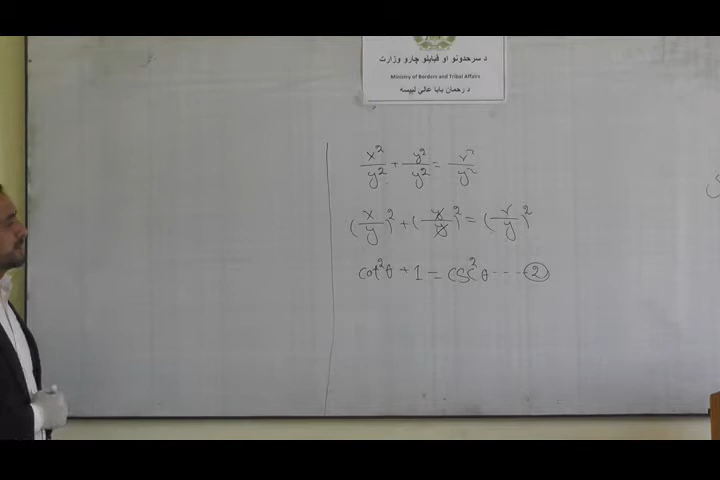 د سرحدونو او قبایلو چارو وزارت
Ministry of Borders and Tribal Affairs
د رحمان بابا عالي لیسه
x²/y² + y²/y² = r²/y²
(x/y)² + (y/y)² = (r/y)²
cot²θ + 1 = csc²θ --- ②